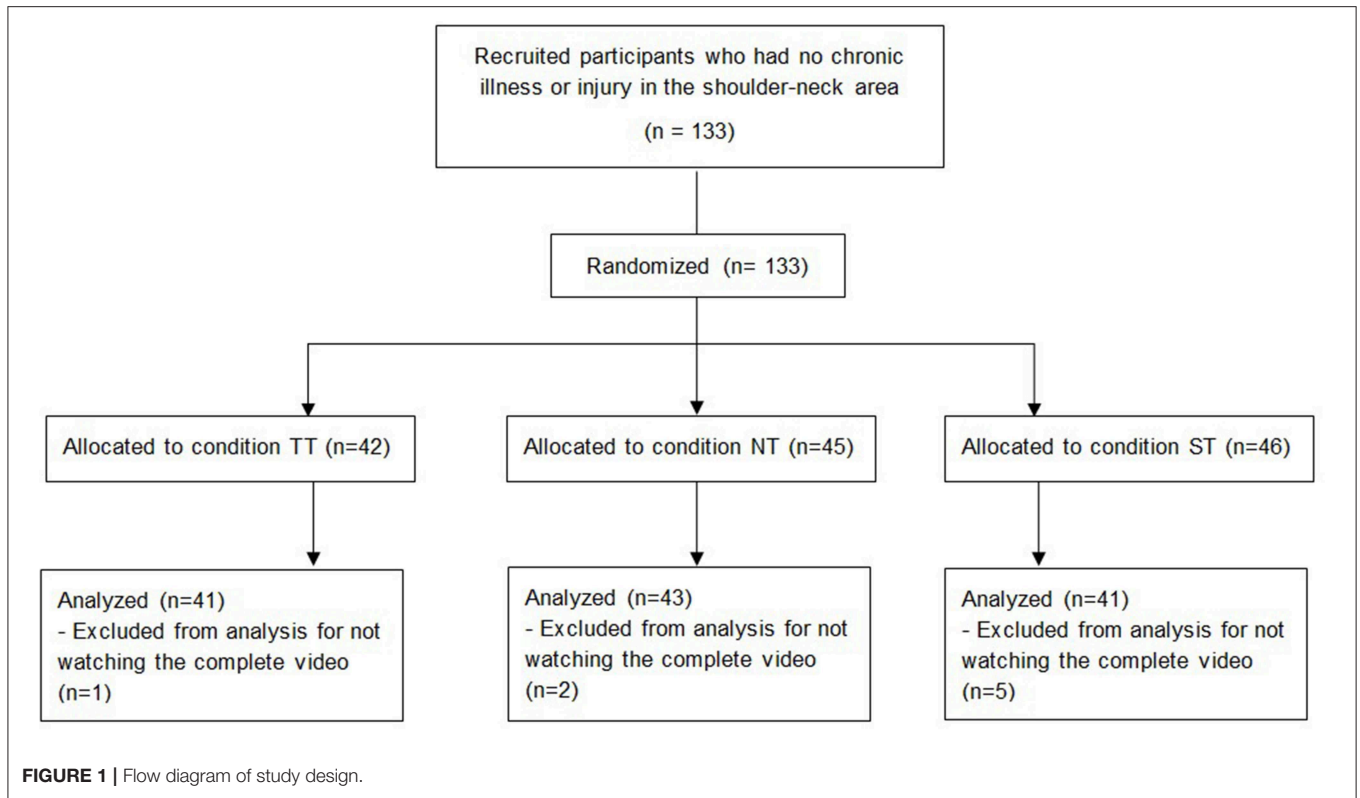 Recruited participants who had no chronic
illness or injury in the shoulder-neck area
(n = 133)
Randomized (n= 133)
Allocated to condition TT (n=42)
Allocated to condition NT (n=45)
Allocated to condition ST (n=46)
Analyzed (n=41)
- Excluded from analysis for not
watching the complete video
(n=1)
Analyzed (n=43)
- Excluded from analysis for not
watching the complete video
(n=2)
Analyzed (n=41)
- Excluded from analysis for not
watching the complete video
(n=5)
FIGURE 1 | Flow diagram of study design.